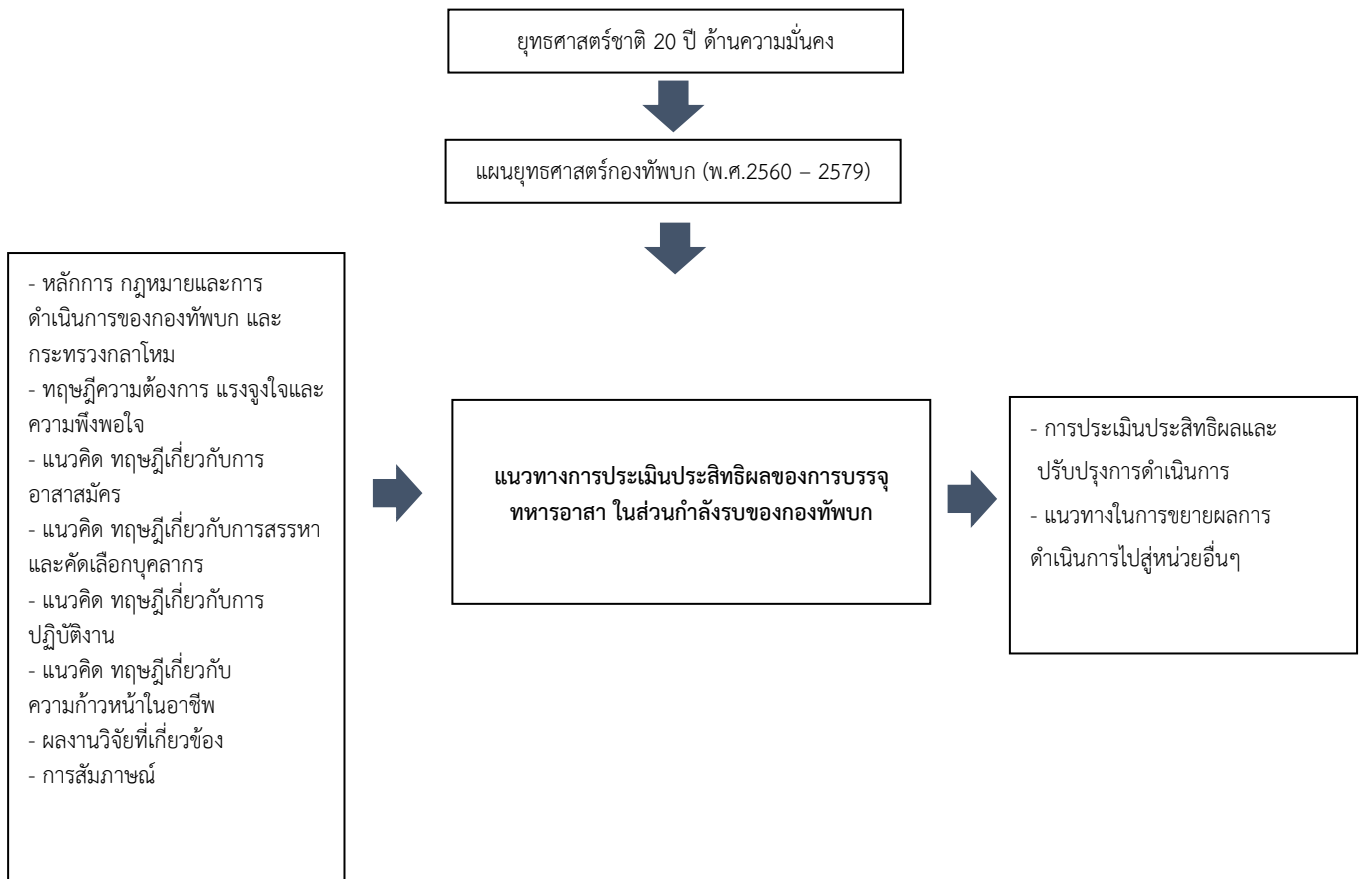 ยุทธศาสตร์ชาติ 20 ปี ด้านความมั่นคง
แผนยุทธศาสตร์กองทัพบก (พ.ศ.2560 – 2579)
- หลักการ กฎหมายและการ
ดำเนินการของกองทัพบก และ
กระทรวงกลาโหม
- ทฤษฎีความต้องการ แรงจูงใจและ
ความพึงพอใจ
- แนวคิด ทฤษฎีเกี่ยวกับการ
อาสาสมัคร
- แนวคิด ทฤษฎีเกี่ยวกับการสรรหา
และคัดเลือกบุคลากร
- แนวคิด ทฤษฎีเกี่ยวกับการ
ปฏิบัติงาน
- แนวคิด ทฤษฎีเกี่ยวกับ
ความก้าวหน้าในอาชีพ
- ผลงานวิจัยที่เกี่ยวข้อง
- การสัมภาษณ์
แนวทางการประเมินประสิทธิผลของการบรรจุ
ทหารอาสา ในส่วนกำลังรบของกองทัพบก
- การประเมินประสิทธิผลและ
ปรับปรุงการดำเนินการ
- แนวทางในการขยายผลการ
ดำเนินการไปสู่หน่วยอื่นๆ